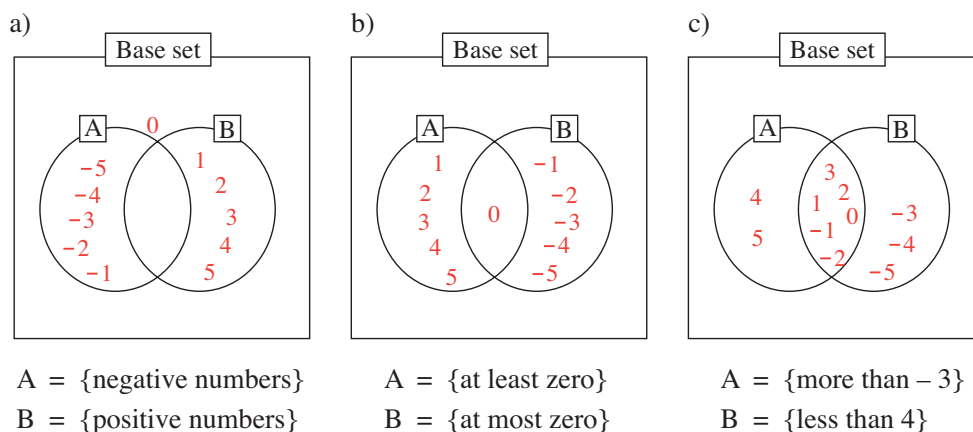 a) b) c)
Base set Base set Base set
A 0 B A B A B
-5 1
-4 2
-3 3
-2 4
-1 5
1 -1
2 -2
3 0 -3
4 -4
5 -5
3
4 1 2 0 -3
5 -1 -4
-2 -5
A = {negative numbers} A = {at least zero} A = {more than – 3}
B = {positive numbers} B = {at most zero} B = {less than 4}